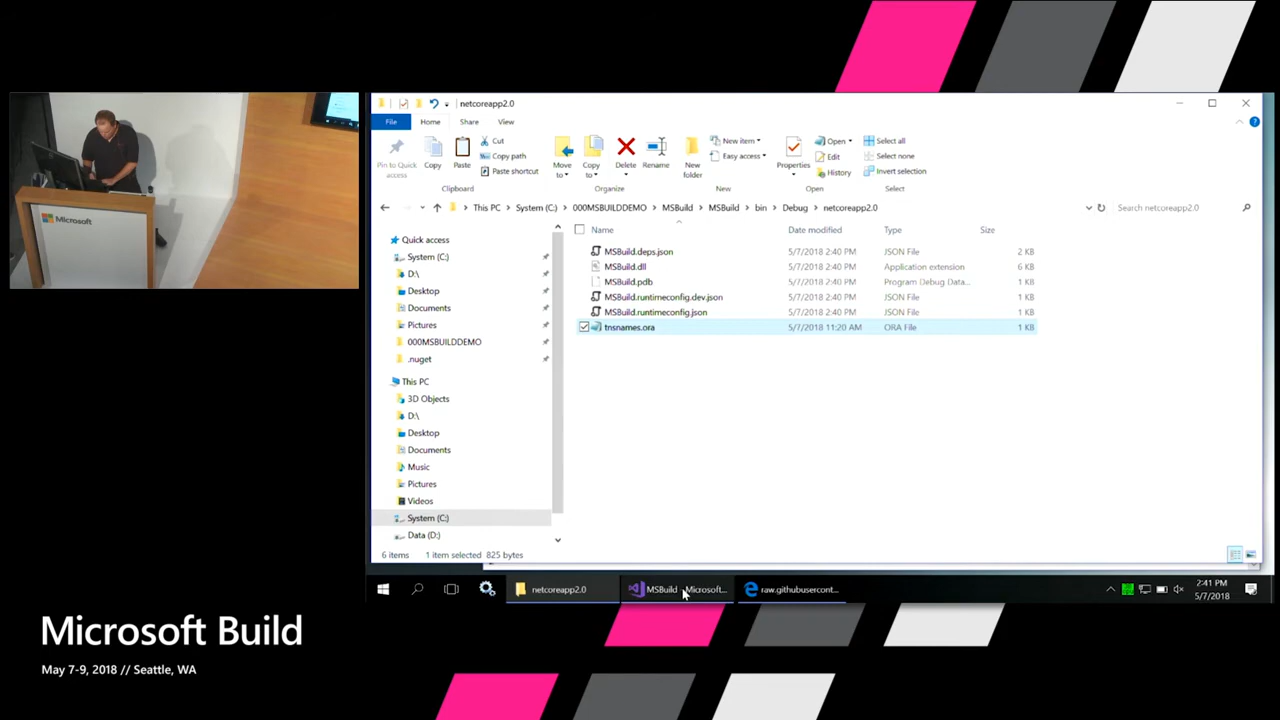 netcoreapp2.0
File Home Share View
Pin to Quick access
Copy
Paste
Cut
Copy path
Paste shortcut
Clipboard
Move to
Copy to
Delete
Rename
Organize
New folder
New item
Easy access
New
Properties
Open
Edit
History
Open
Select all
Select none
Invert selection
Select
This PC > System (C:) > 000MSBUILDDEMO > MSBuild > MSBuild > bin > Debug > netcoreapp2.0
Search netcoreapp2.0
Quick access
System (C:)
D:\
Desktop
Documents
Pictures
000MSBUILDDEMO
.nuget
This PC
3D Objects
D:\
Desktop
Documents
Music
Pictures
Videos
System (C:)
Data (D:)
Name Date modified Type Size
MSBuild.deps.json 5/7/2018 2:40 PM JSON File 2 KB
MSBuild.dll 5/7/2018 2:40 PM Application extension 6 KB
MSBuild.pdb 5/7/2018 2:40 PM Program Debug Data... 1 KB
MSBuild.runtimeconfig.dev.json 5/7/2018 2:40 PM JSON File 1 KB
MSBuild.runtimeconfig.json 5/7/2018 2:40 PM JSON File 1 KB
tnsnames.ora 5/7/2018 11:20 AM ORA File 1 KB
6 items 1 item selected 825 bytes
netcoreapp2.0
MSBuild - Microsoft...
raw.githubusercont...
2:41 PM
5/7/2018
Microsoft
Microsoft Build
May 7-9, 2018 // Seattle, WA